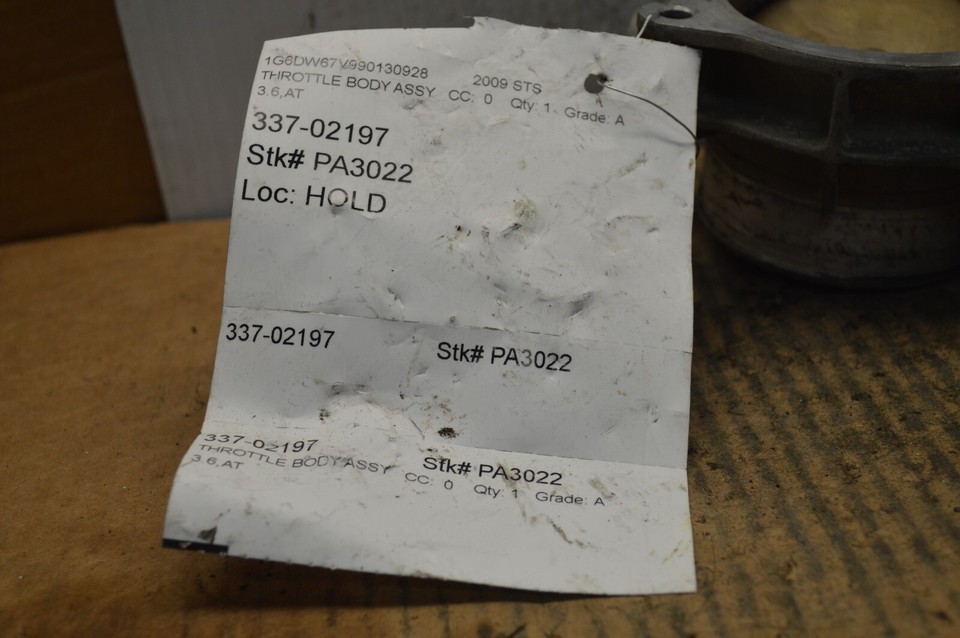 1G6DW67V990130928 2009 STS
THROTTLE BODY ASSY CC: 0 Qty: 1 Grade: A
3.6,AT
337-02197
Stk# PA3022
Loc: HOLD
337-02197 Stk# PA3022
337-02197 Stk# PA3022
THROTTLE BODY ASSY CC: 0 Qty: 1 Grade: A
3.6,AT